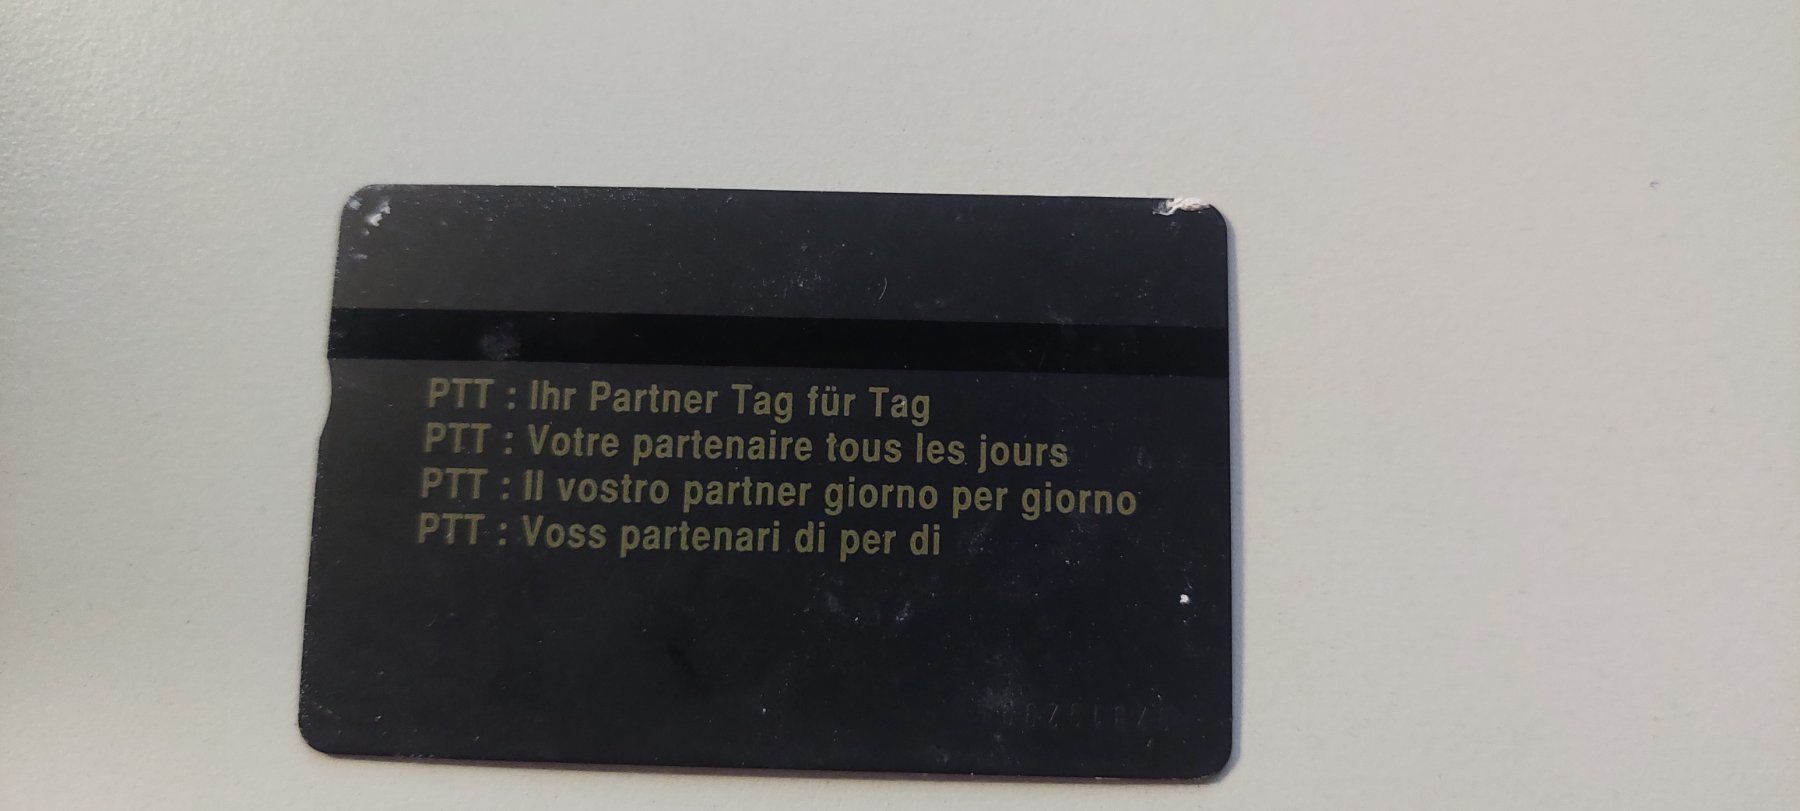 PTT : Ihr Partner Tag für Tag
PTT : Votre partenaire tous les jours
PTT : Il vostro partner giorno per giorno
PTT : Voss partenari di per di